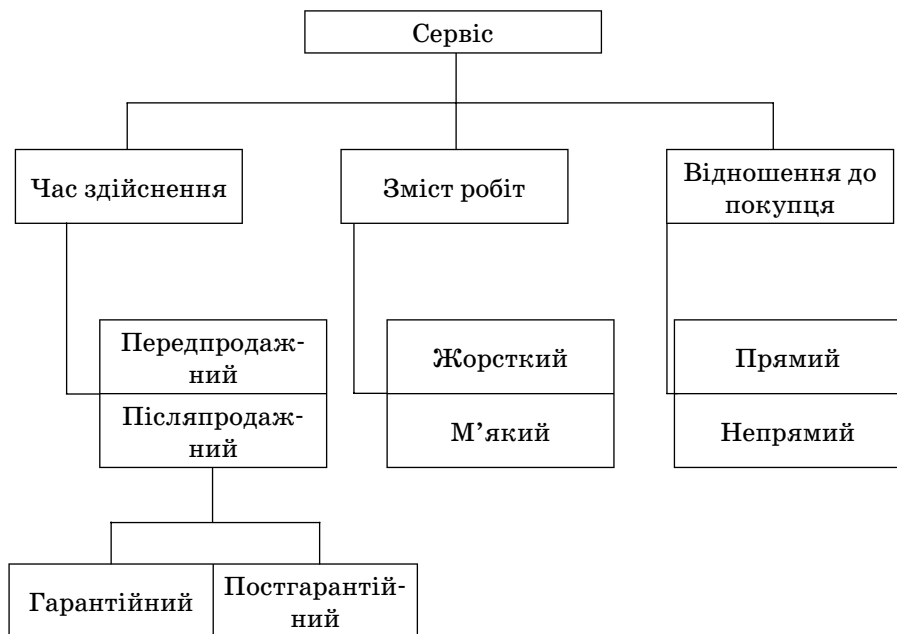 Сервіс
Час здійснення
Зміст робіт
Відношення до
покупця
Передпродаж-
ний
Післяпродаж-
ний
Жорсткий
М’який
Прямий
Непрямий
Гарантійний
Постгарантій-
ний